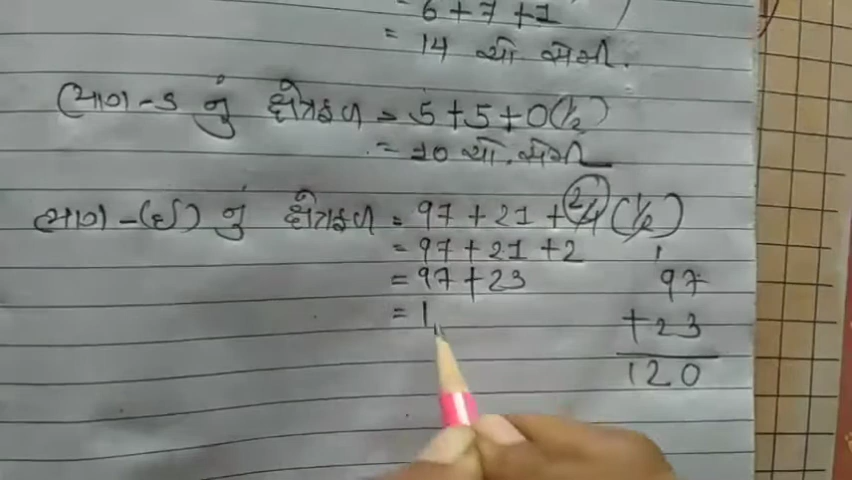 = 6 + 7 + 1
= 14 ચો સેમી.
ભાગ - ડ નું ક્ષેત્રફળ = 5 + 5 + 0(1/2)
= 10 ચો. સેમી
ભાગ - (ઈ) નું ક્ષેત્રફળ = 97 + 21 + 4(1/2)
= 97 + 21 + 2
= 97 + 23
= 1
1
97
+ 23
120